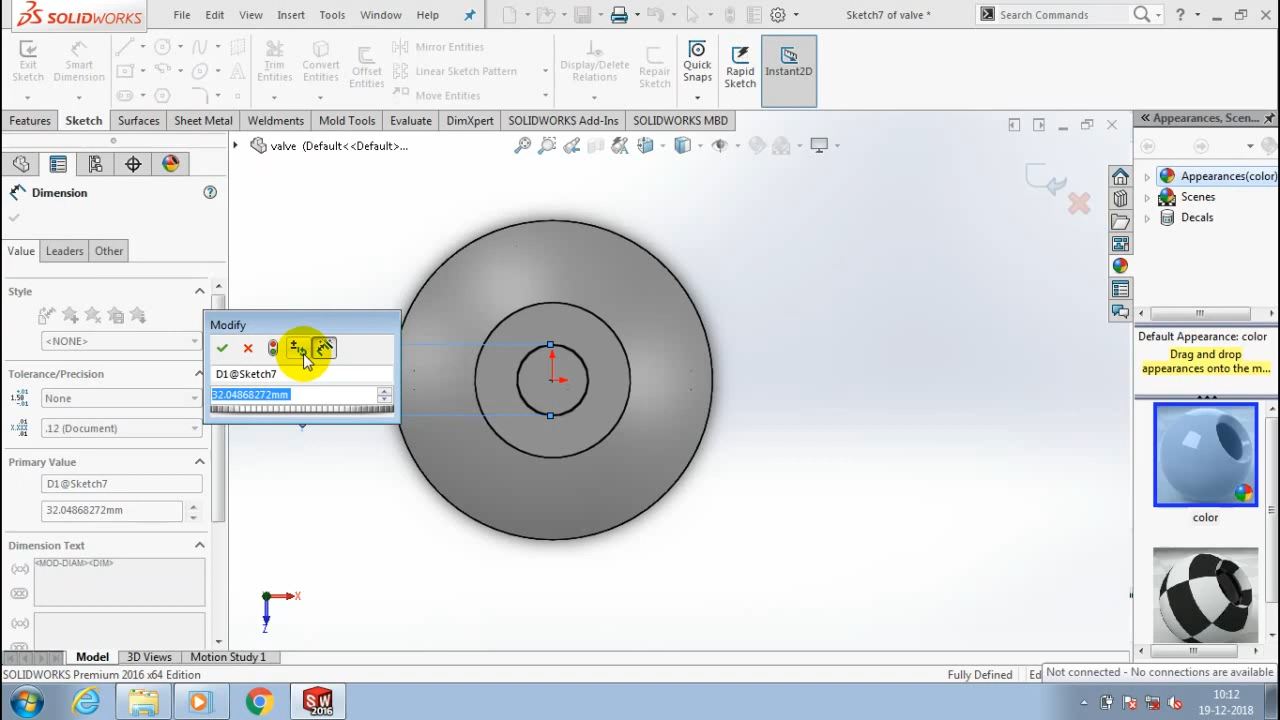 SOLIDWORKS
File Edit View Insert Tools Window Help
Sketch7 of valve *
Search Commands
Exit Sketch
Smart Dimension
Trim Entities
Convert Entities
Offset Entities
Mirror Entities
Linear Sketch Pattern
Move Entities
Display/Delete Relations
Repair Sketch
Quick Snaps
Rapid Sketch
Instant2D
Features Sketch Surfaces Sheet Metal Weldments Mold Tools Evaluate DimXpert SOLIDWORKS Add-Ins SOLIDWORKS MBD
Appearances, Scen...
valve (Default<<Default>...
Dimension
Value Leaders Other
Style
<NONE>
Tolerance/Precision
None
.12 (Document)
Primary Value
D1@Sketch7
32.04868272mm
Dimension Text
<MOD-DIAM><DIM>
Modify
D1@Sketch7
32.04868272mm
X
Z
Appearances(color)
Scenes
Decals
Default Appearance: color
Drag and drop
appearances onto the m...
color
Model 3D Views Motion Study 1
SOLIDWORKS Premium 2016 x64 Edition
Fully Defined
Ed
Not connected - No connections are available
SW
2016
10:12
19-12-2018